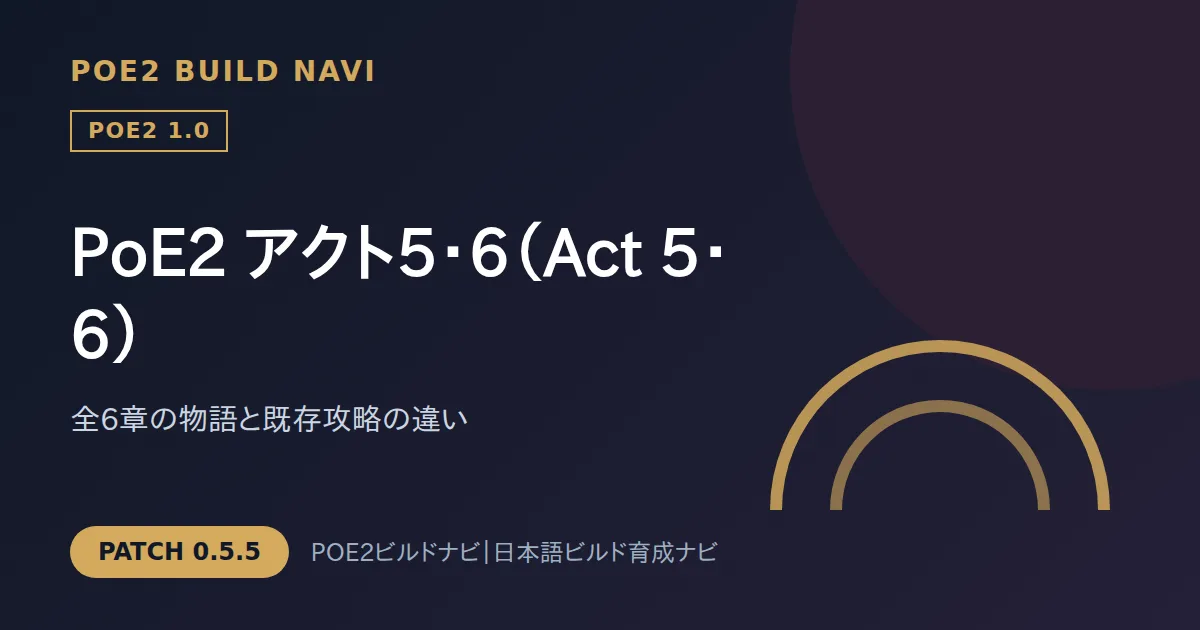 POE2 BUILD NAVI
POE2 1.0
PoE2 アクト5・6（Act 5・
6）
全6章の物語と既存攻略の違い
PATCH 0.5.5
POE2ビルドナビ|日本語ビルド育成ナビ